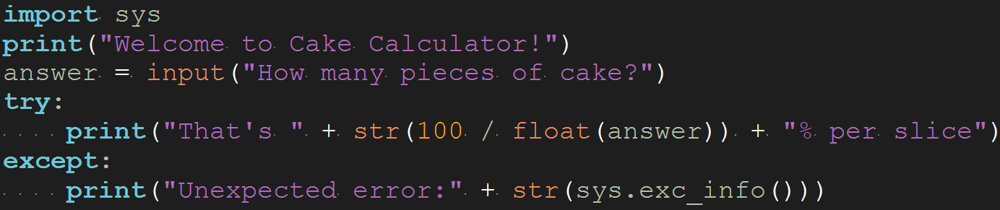 import sys
print("Welcome to Cake Calculator!")
answer = input("How many pieces of cake?")
try:
    print("That's " + str(100 / float(answer)) + "% per slice")
except:
    print("Unexpected error:" + str(sys.exc_info()))